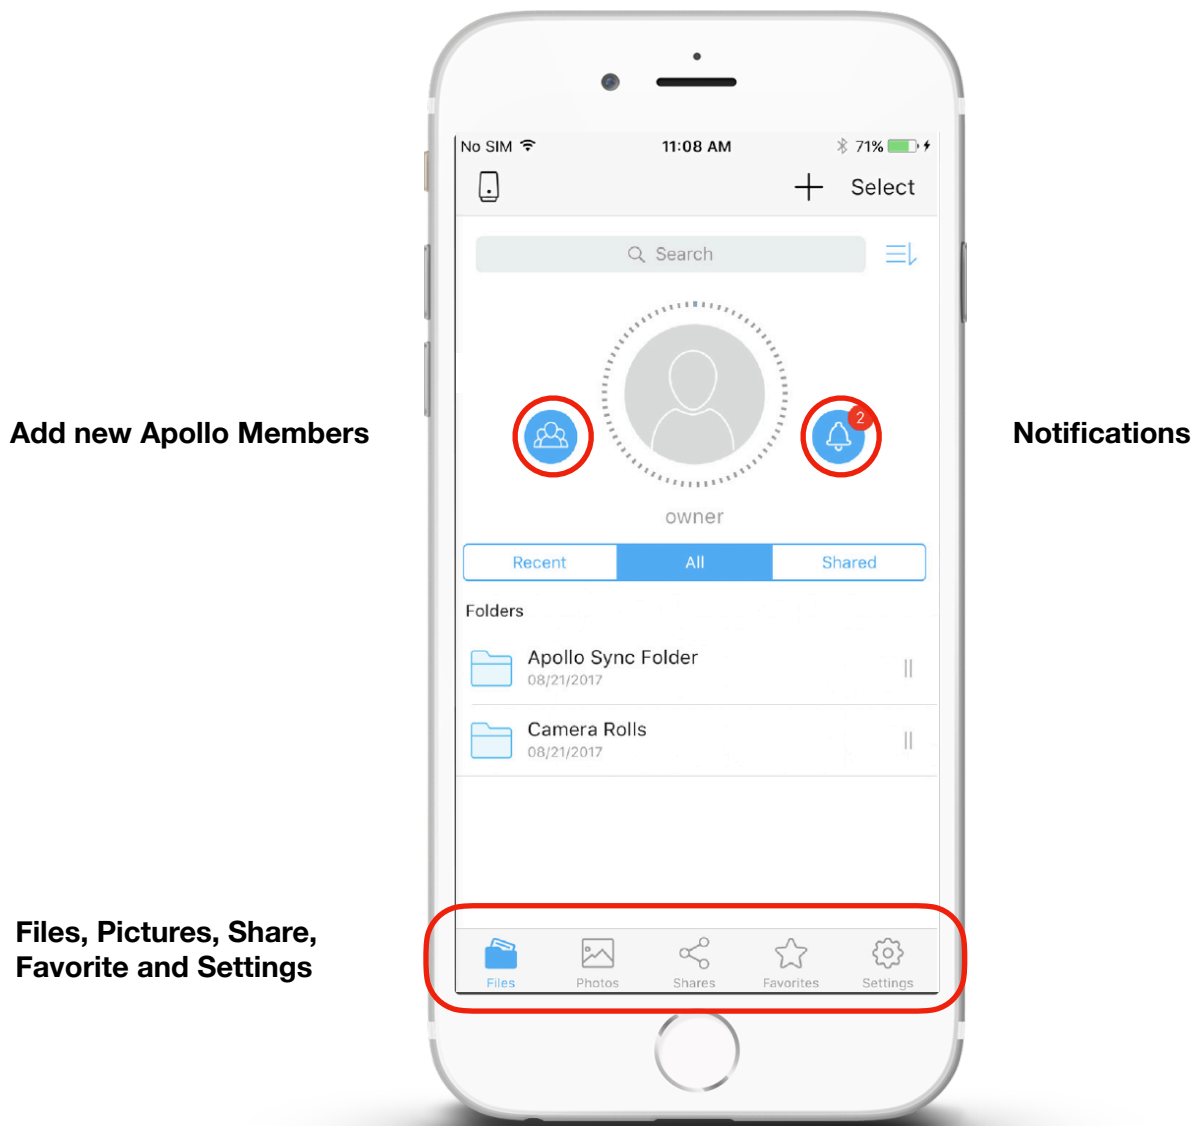 No SIM
11:08 AM
71%
Select
Search
2
Add new Apollo Members
Notifications
owner
Recent
All
Shared
Folders
Apollo Sync Folder
08/21/2017
Camera Rolls
08/21/2017
Files, Pictures, Share,
Favorite and Settings
Files
Photos
Shares
Favorites
Settings